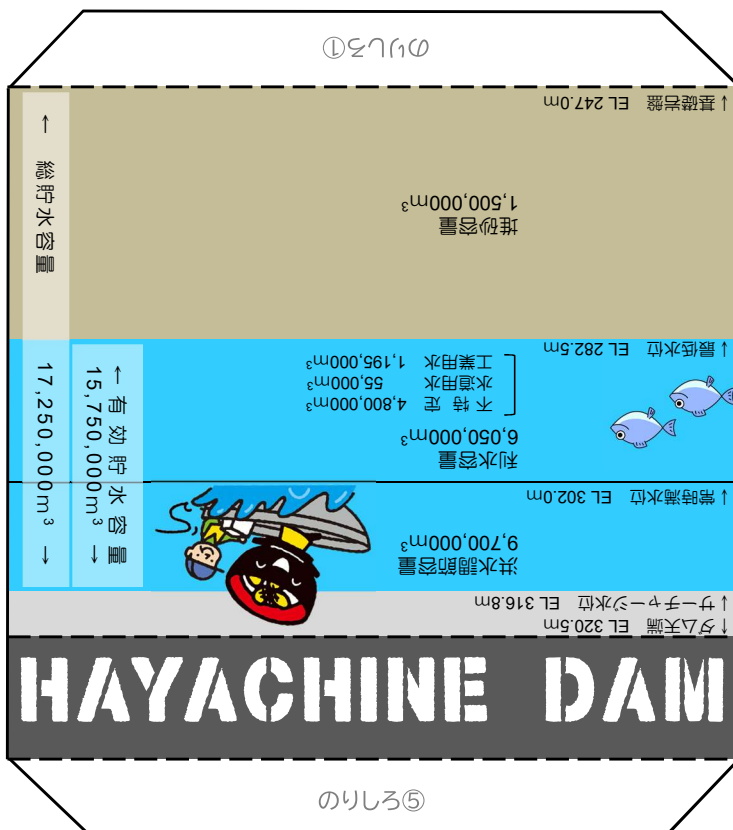 のりしろ①
↑基礎岩盤 EL 247.0m
堆砂容量
1,500,000m³
↑最低水位 EL 282.5m
利水容量
6,050,000m³
不特定 4,800,000m³
水道用水 55,000m³
工業用水 1,195,000m³
↑常時満水位 EL 302.0m
洪水調節容量
9,700,000m³
↑サーチャージ水位 EL 316.8m
↑ダム天端 EL 320.5m
← 総貯水容量 17,250,000m³ →
←有効貯水容量→
15,750,000m³
HAYACHINE DAM
のりしろ⑤